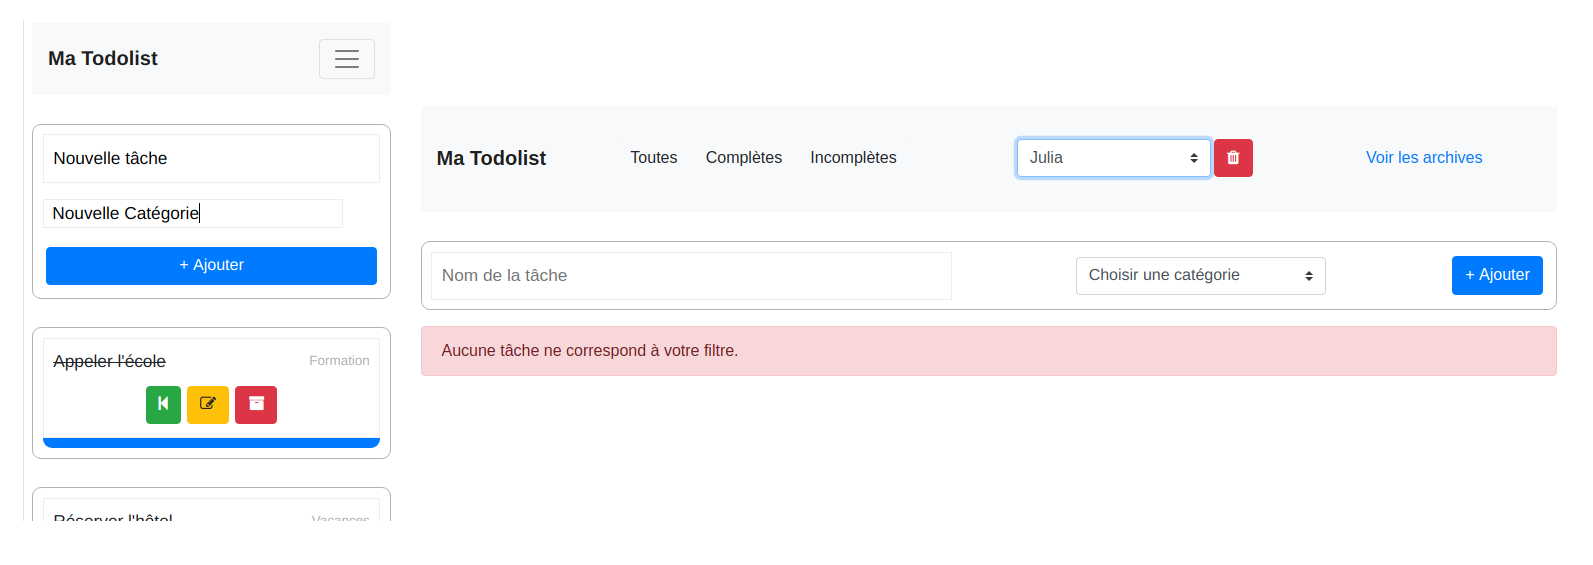 Ma Todolist
Nouvelle tâche
Nouvelle Catégorie
+ Ajouter
Appeler l'école
Formation
Réserver l'hôtel
Vacances
Ma Todolist
Toutes
Complètes
Incomplètes
Julia
Voir les archives
Nom de la tâche
Choisir une catégorie
+ Ajouter
Aucune tâche ne correspond à votre filtre.